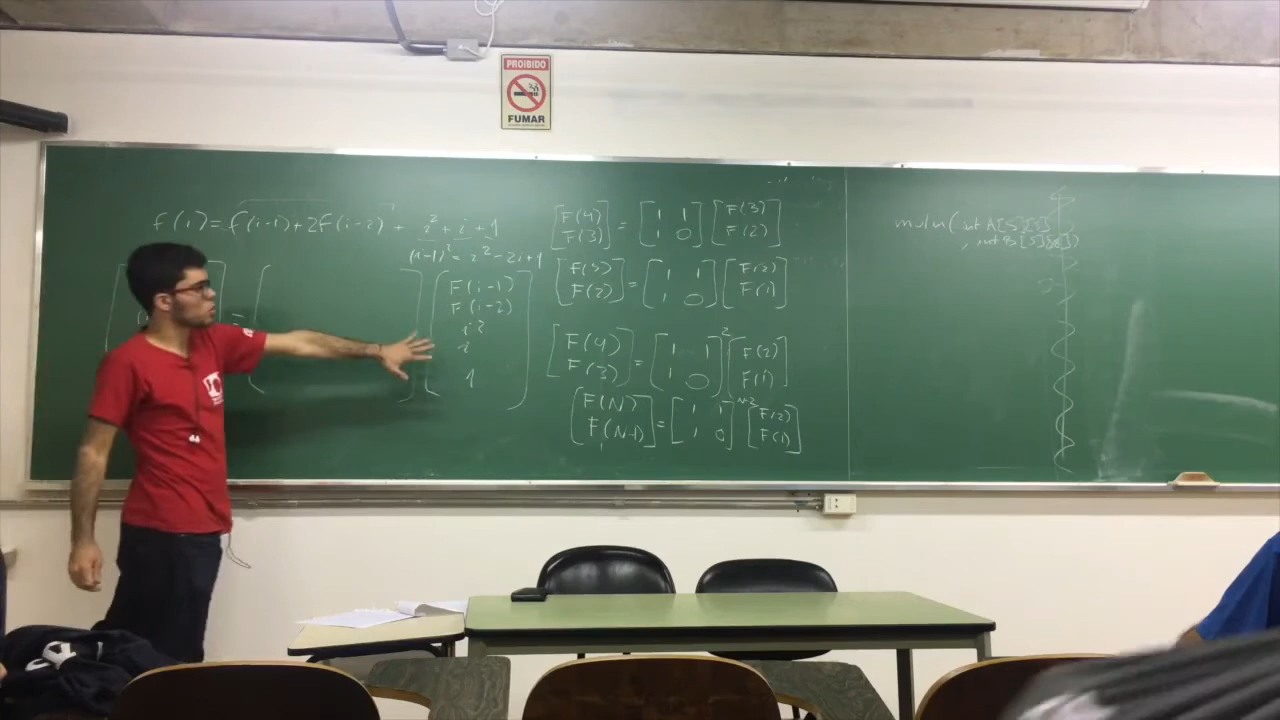 PROIBIDO
FUMAR
f(i)=f(i-1)+2f(i-2) + i²+i+1
(i-1)² = i²-2i+1
=
F(i-1)
F(i-2)
i²
i
1
[F(4) F(3)] = [1 1 1 0] [F(3) F(2)]
[F(3) F(2)] = [1 1 1 0] [F(2) F(1)]
[F(4) F(3)] = [1 1 1 0]² [F(2) F(1)]
[F(N) F(N-1)] = [1 1 1 0]ᴺ⁻² [F(2) F(1)]
int A[5][5]
, int B[5][5])